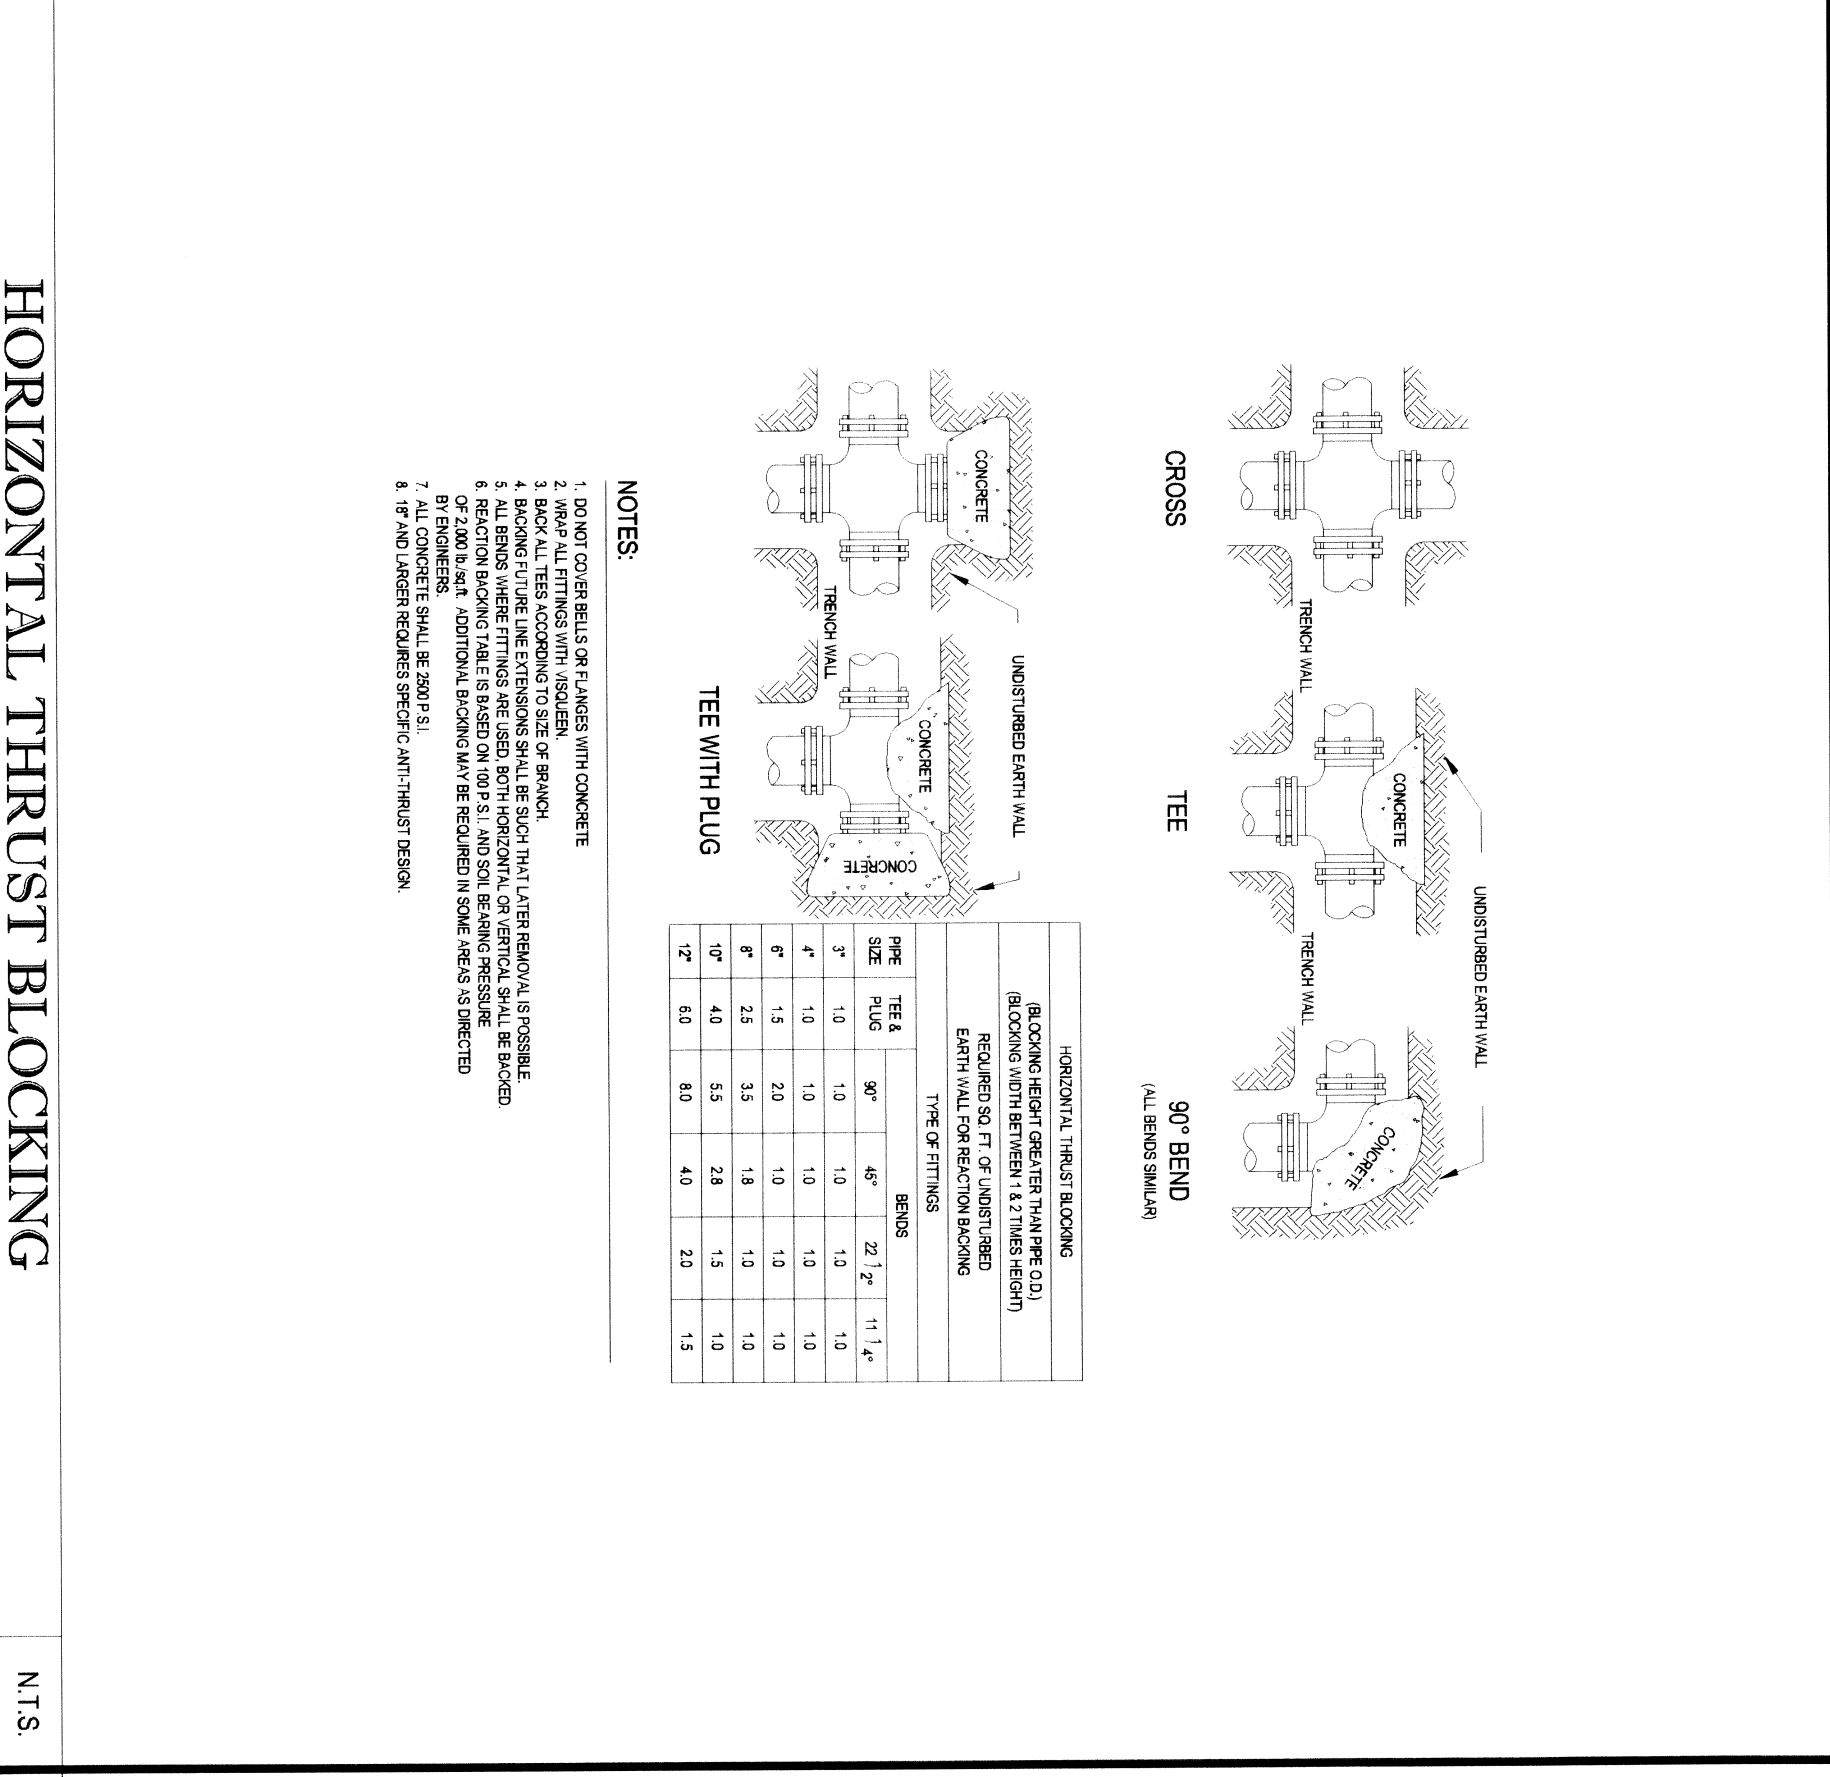 UNDISTURBED EARTH WALL
CONCRETE
CONCRETE
TRENCH WALL
TRENCH WALL
CROSS
TEE
90° BEND
(ALL BENDS SIMILAR)
UNDISTURBED EARTH WALL
CONCRETE
CONCRETE
CONCRETE
TRENCH WALL
TEE WITH PLUG
HORIZONTAL THRUST BLOCKING
(BLOCKING HEIGHT GREATER THAN PIPE O.D.)
(BLOCKING WIDTH BETWEEN 1 & 2 TIMES HEIGHT)
REQUIRED SQ. FT. OF UNDISTURBED
EARTH WALL FOR REACTION BACKING
TYPE OF FITTINGS
PIPE SIZE TEE & PLUG BENDS
90° 45° 22 1/2° 11 1/4°
3" 1.0 1.0 1.0 1.0 1.0
4" 1.0 1.0 1.0 1.0 1.0
6" 1.5 2.0 1.0 1.0 1.0
8" 2.5 3.5 1.8 1.0 1.0
10" 4.0 5.5 2.8 1.5 1.0
12" 6.0 8.0 4.0 2.0 1.5
NOTES:
1. DO NOT COVER BELLS OR FLANGES WITH CONCRETE
2. WRAP ALL FITTINGS WITH VISQUEEN.
3. BACK ALL TEES ACCORDING TO SIZE OF BRANCH.
4. BACKING FUTURE LINE EXTENSIONS SHALL BE SUCH THAT LATER REMOVAL IS POSSIBLE.
5. ALL BENDS WHERE FITTINGS ARE USED, BOTH HORIZONTAL OR VERTICAL SHALL BE BACKED.
6. REACTION BACKING TABLE IS BASED ON 100 P.S.I. AND SOIL BEARING PRESSURE
OF 2,000 lb./sq.ft. ADDITIONAL BACKING MAY BE REQUIRED IN SOME AREAS AS DIRECTED
BY ENGINEERS.
7. ALL CONCRETE SHALL BE 2500 P.S.I.
8. 16" AND LARGER REQUIRES SPECIFIC ANTI-THRUST DESIGN.
HORIZONTAL THRUST BLOCKING
N.T.S.